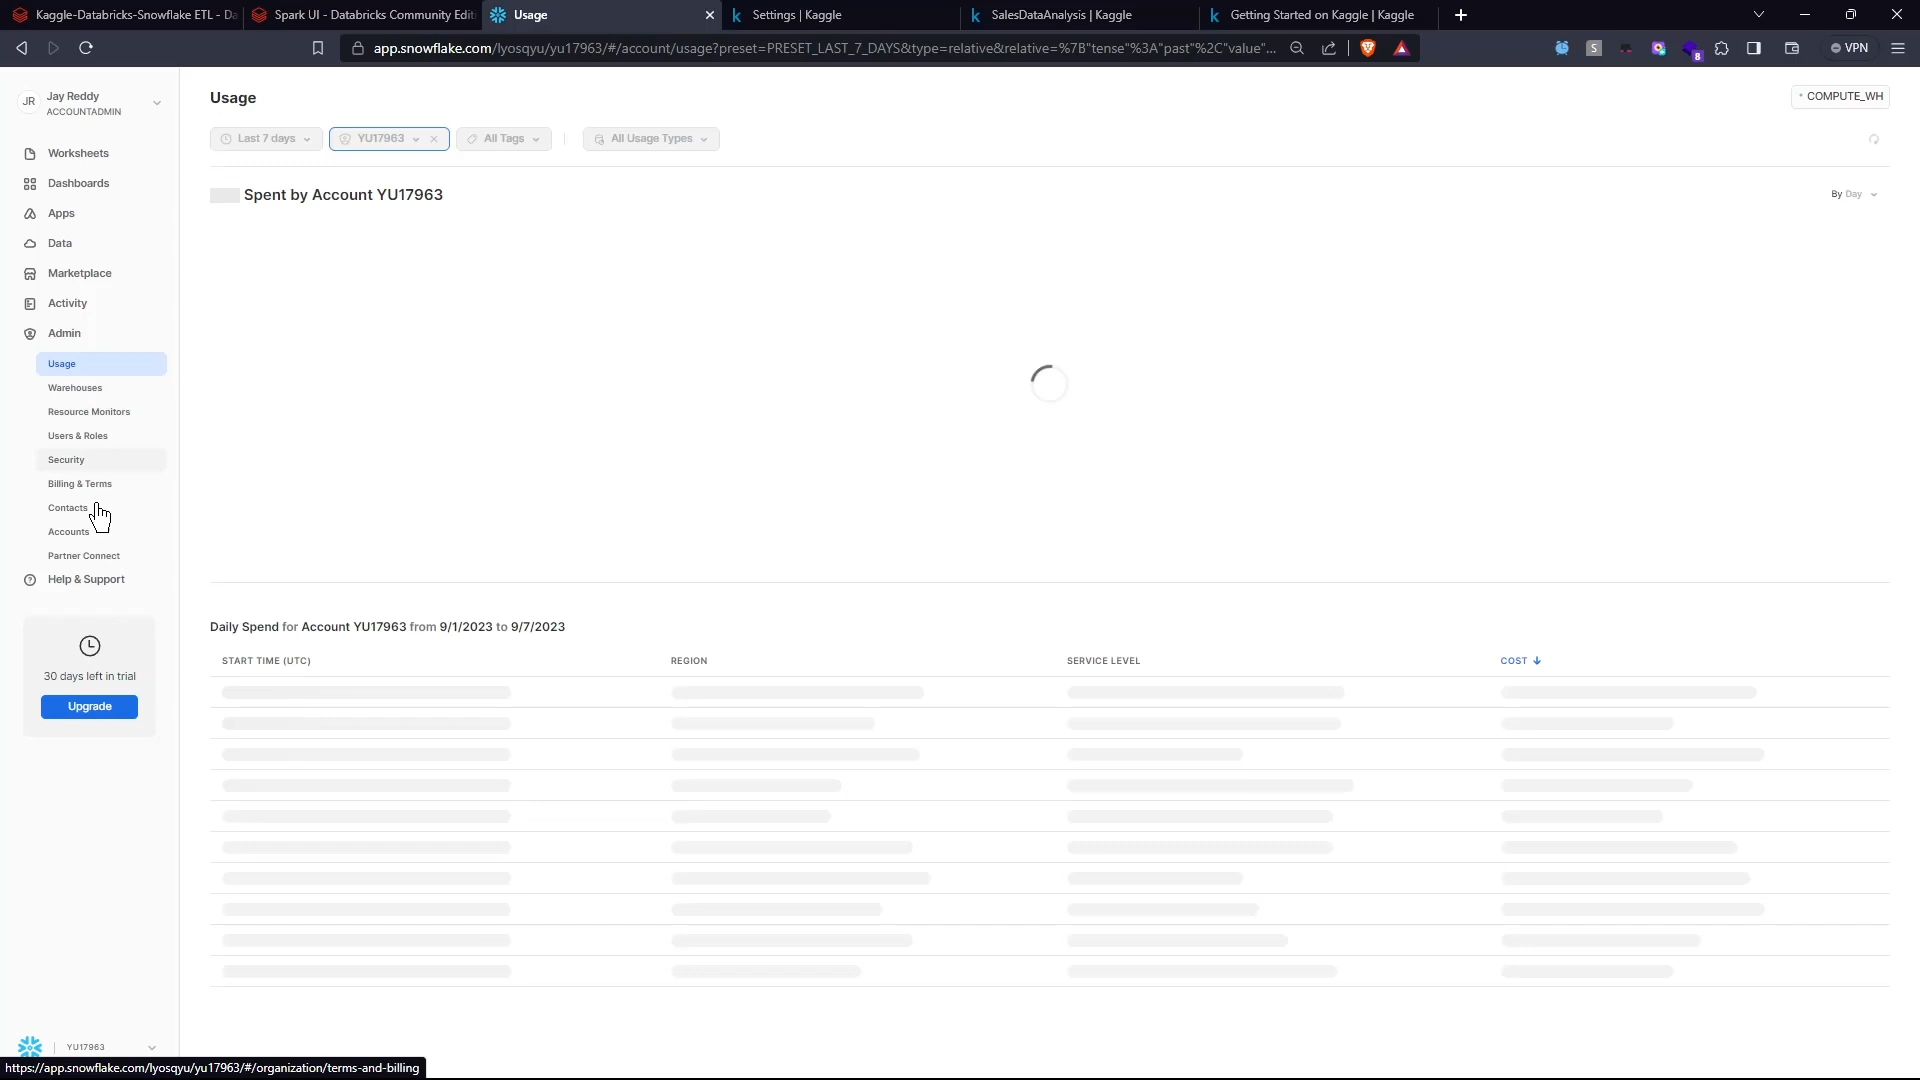 Kaggle-Databricks-Snowflake ETL - Da
Spark UI - Databricks Community Edit
Usage
Settings | Kaggle
SalesDataAnalysis | Kaggle
Getting Started on Kaggle | Kaggle
app.snowflake.com/lyosqyu/yu17963/#/account/usage?preset=PRESET_LAST_7_DAYS&type=relative&relative=%7B"tense"%3A"past"%2C"value"...
S
8
VPN
JR
Jay Reddy
ACCOUNTADMIN
Worksheets
Dashboards
Apps
Data
Marketplace
Activity
Admin
Usage
Warehouses
Resource Monitors
Users & Roles
Security
Billing & Terms
Contacts
Accounts
Partner Connect
Help & Support
30 days left in trial
Upgrade
YU17963
https://app.snowflake.com/lyosqyu/yu17963/#/organization/terms-and-billing
Usage
COMPUTE_WH
Last 7 days
YU17963
All Tags
All Usage Types
Spent by Account YU17963
By Day
Daily Spend for Account YU17963 from 9/1/2023 to 9/7/2023
START TIME (UTC)
REGION
SERVICE LEVEL
COST